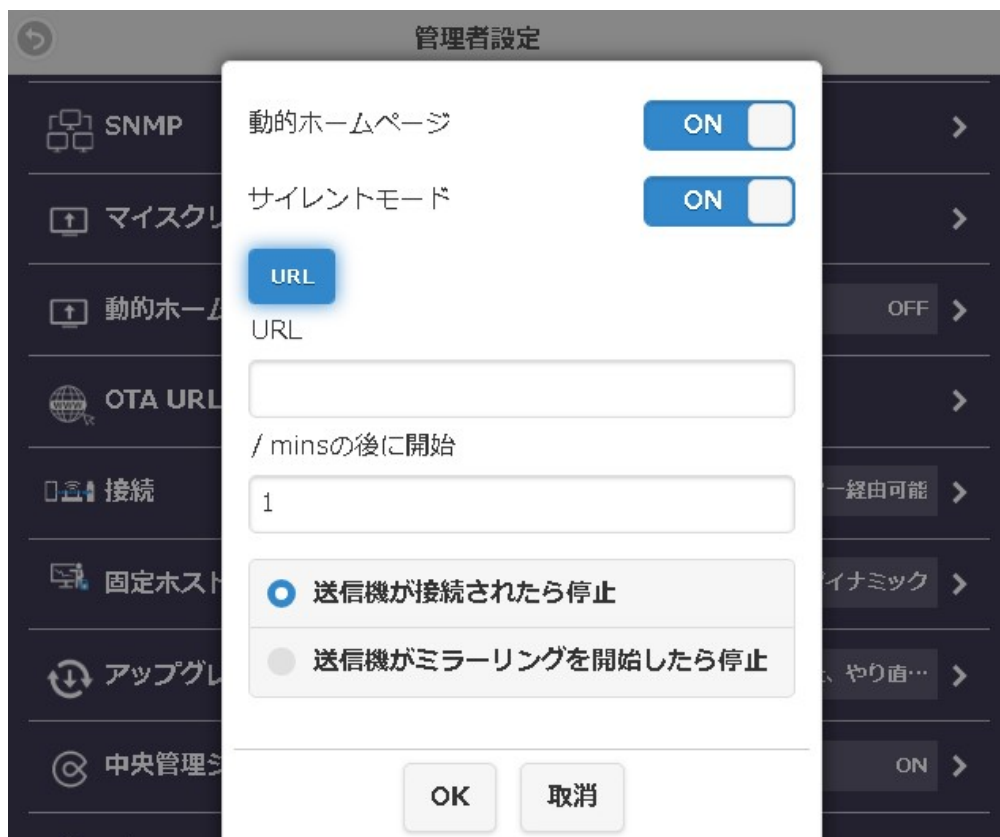 管理者設定
SNMP
動的ホームページ
ON
マイスクリ
サイレントモード
ON
URL
動的ホーム
OFF
URL
OTA URL
/ minsの後に開始
接続
ー経由可能
1
固定ホスト
イナミック
送信機が接続されたら停止
アップグレ
、やり直…
送信機がミラーリングを開始したら停止
中央管理シ
ON
OK
取消